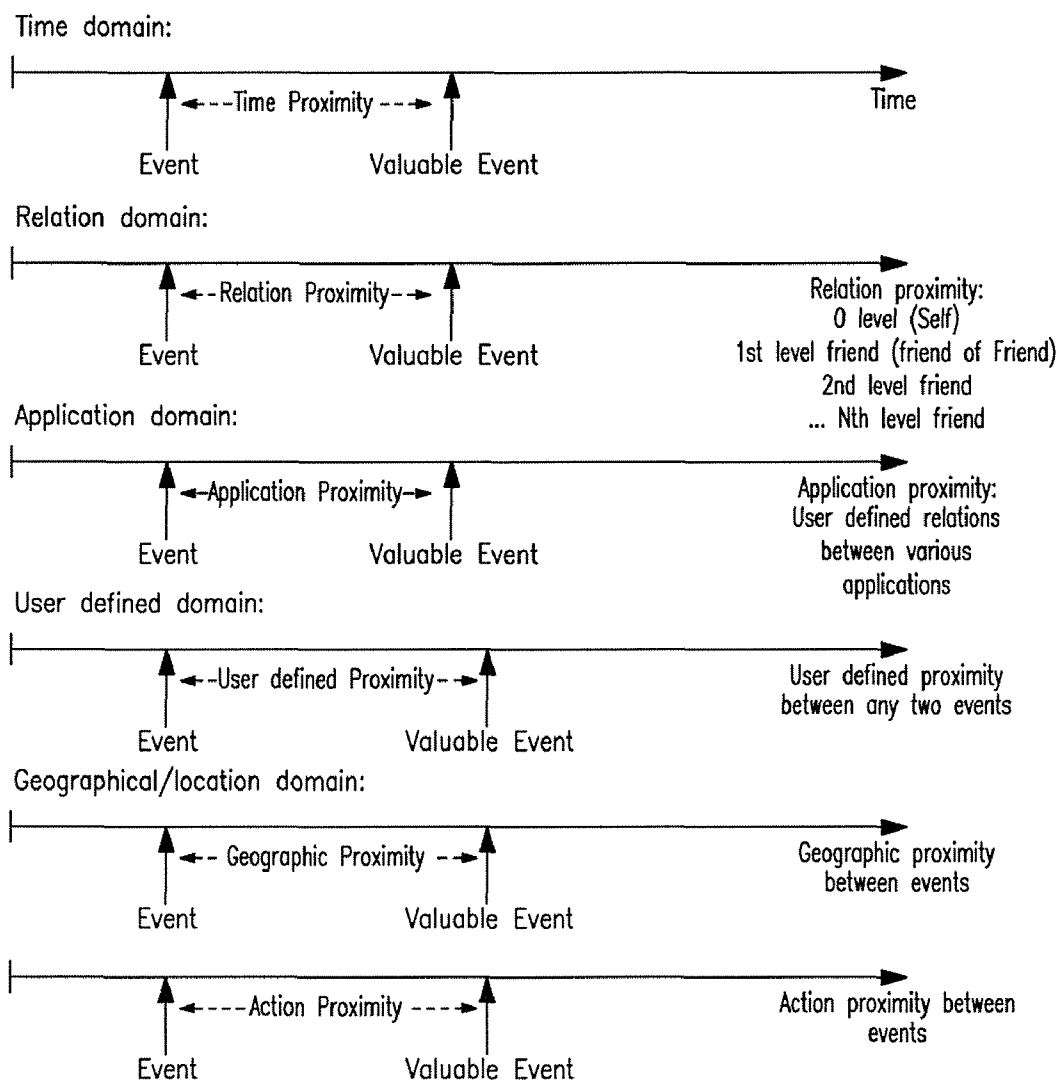 Time domain:
Time Proximity
Time
Event
Valuable Event
Relation domain:
Relation Proximity
Event
Valuable Event
Relation proximity:
0 level (Self)
1st level friend (friend of Friend)
2nd level friend
... Nth level friend
Application domain:
Application Proximity
Event
Valuable Event
Application proximity:
User defined relations
between various
applications
User defined domain:
User defined Proximity
Event
Valuable Event
User defined proximity
between any two events
Geographical/location domain:
Geographic Proximity
Event
Valuable Event
Geographic proximity
between events
Action Proximity
Event
Valuable Event
Action proximity between
events